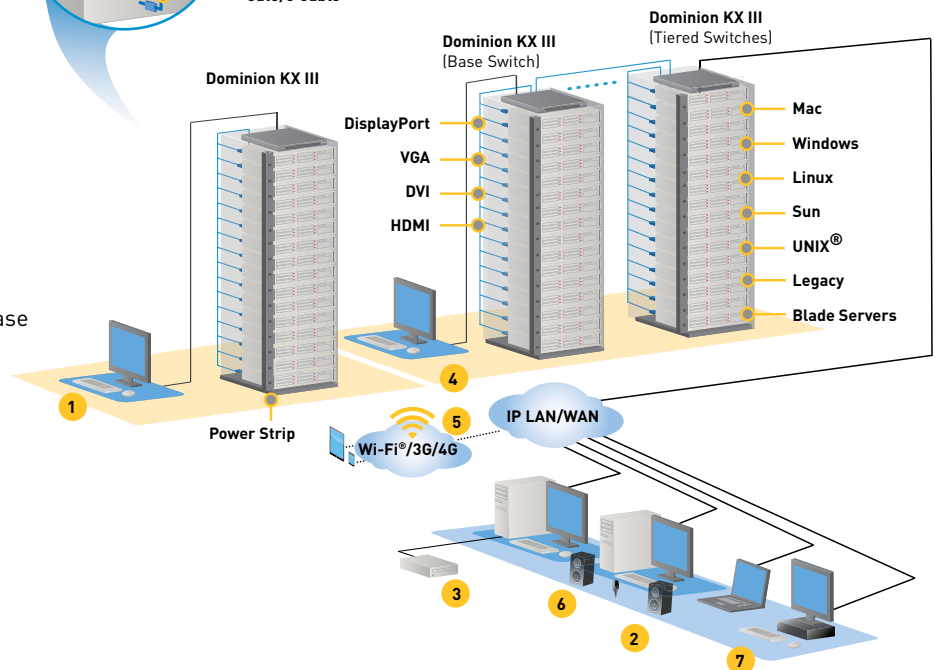 Dominion KX III
(Tiered Switches)
Dominion KX III
(Base Switch)
Dominion KX III
DisplayPort
VGA
DVI
HDMI
Mac
Windows
Linux
Sun
UNIX®
Legacy
Blade Servers
1
4
Power Strip
5
Wi-Fi®/3G/4G
IP LAN/WAN
3
6
2
7